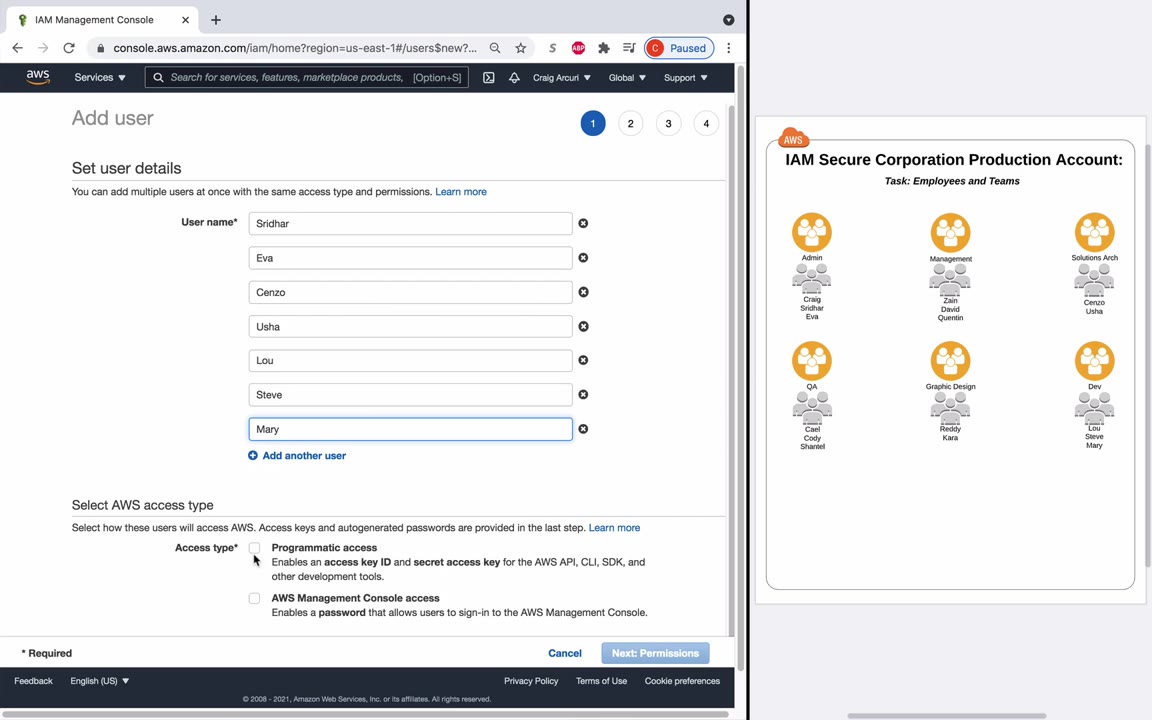 IAM Management Console
console.aws.amazon.com/iam/home?region=us-east-1#/users$new?...
S
ABP
C Paused
aws
Services
Search for services, features, marketplace products, [Option+S]
Craig Arcuri
Global
Support
Add user
1
2
3
4
Set user details
You can add multiple users at once with the same access type and permissions. Learn more
User name* Sridhar
Eva
Cenzo
Usha
Lou
Steve
Mary
Add another user
Select AWS access type
Select how these users will access AWS. Access keys and autogenerated passwords are provided in the last step. Learn more
Access type* Programmatic access
Enables an access key ID and secret access key for the AWS API, CLI, SDK, and
other development tools.
AWS Management Console access
Enables a password that allows users to sign-in to the AWS Management Console.
* Required
Cancel
Next: Permissions
Feedback
English (US)
Privacy Policy
Terms of Use
Cookie preferences
© 2008 - 2021, Amazon Web Services, Inc. or its affiliates. All rights reserved.
AWS
IAM Secure Corporation Production Account:
Task: Employees and Teams
Admin
Craig
Sridhar
Eva
Management
Zain
David
Quentin
Solutions Arch
Cenzo
Usha
QA
Cael
Cody
Shantel
Graphic Design
Reddy
Kara
Dev
Lou
Steve
Mary